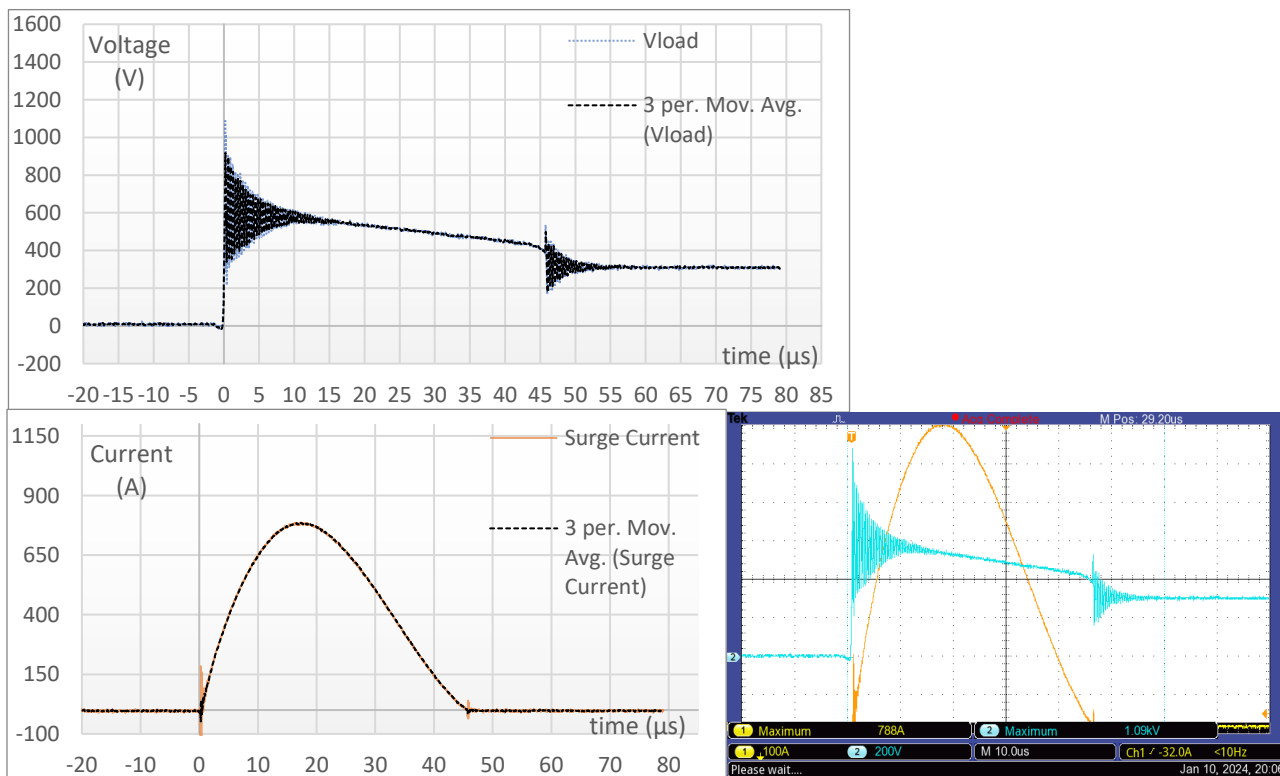 1600
1400
1200
1000
800
600
400
200
0
-200
Voltage
(V)
Vload
3 per. Mov. Avg.
(Vload)
time (µs)
-20 -15 -10 -5 0 5 10 15 20 25 30 35 40 45 50 55 60 65 70 75 80 85
1150
900
650
400
150
-100
Current
(A)
Surge Current
3 per. Mov.
Avg. (Surge
Current)
time (µs)
-20 -10 0 10 20 30 40 50 60 70 80
Tek
M Pos: 29.20us
T
2
1 Maximum 788A
2 Maximum 1.09kV
1 100A
2 200V
M 10.0us
Ch1 -32.0A <10Hz
Please wait....
Jan 10, 2024, 20:06